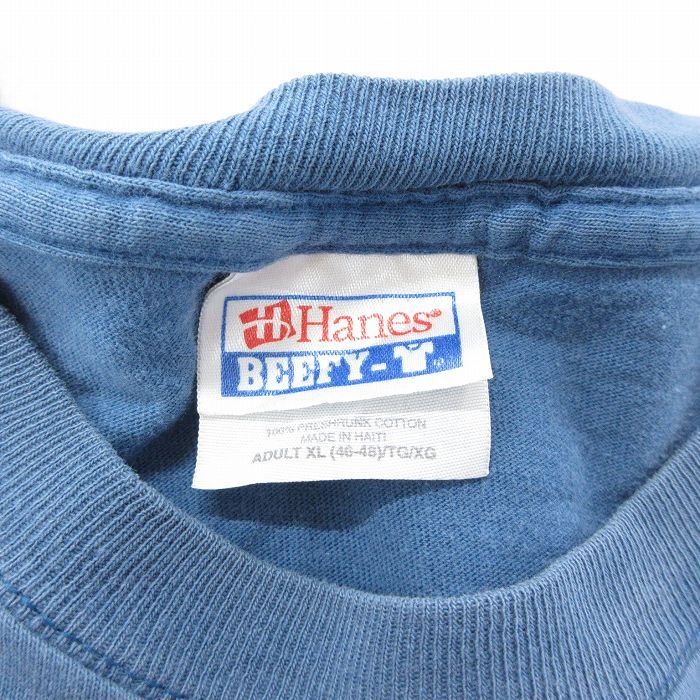 Hanes®
BEEFY-
100% PRESHRUNK COTTON
MADE IN HAITI
ADULT XL (46-48)/TG/XG